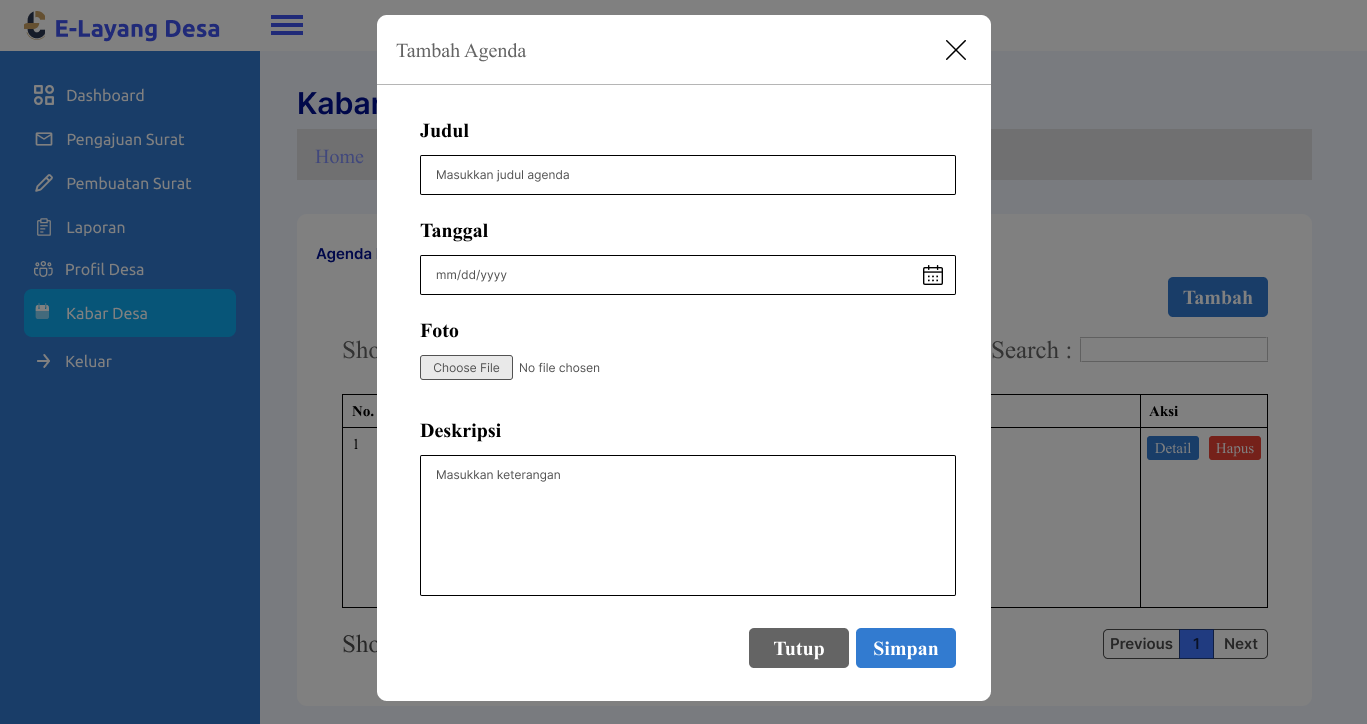 E-Layang Desa
Dashboard
Pengajuan Surat
Pembuatan Surat
Laporan
Profil Desa
Kabar Desa
Keluar
Kabar
Home
Agenda
Tambah
Search :
No.
Aksi
1
Detail Hapus
Previous 1 Next
Tambah Agenda
Judul
Masukkan judul agenda
Tanggal
mm/dd/yyyy
Foto
Choose File No file chosen
Deskripsi
Masukkan keterangan
Tutup Simpan